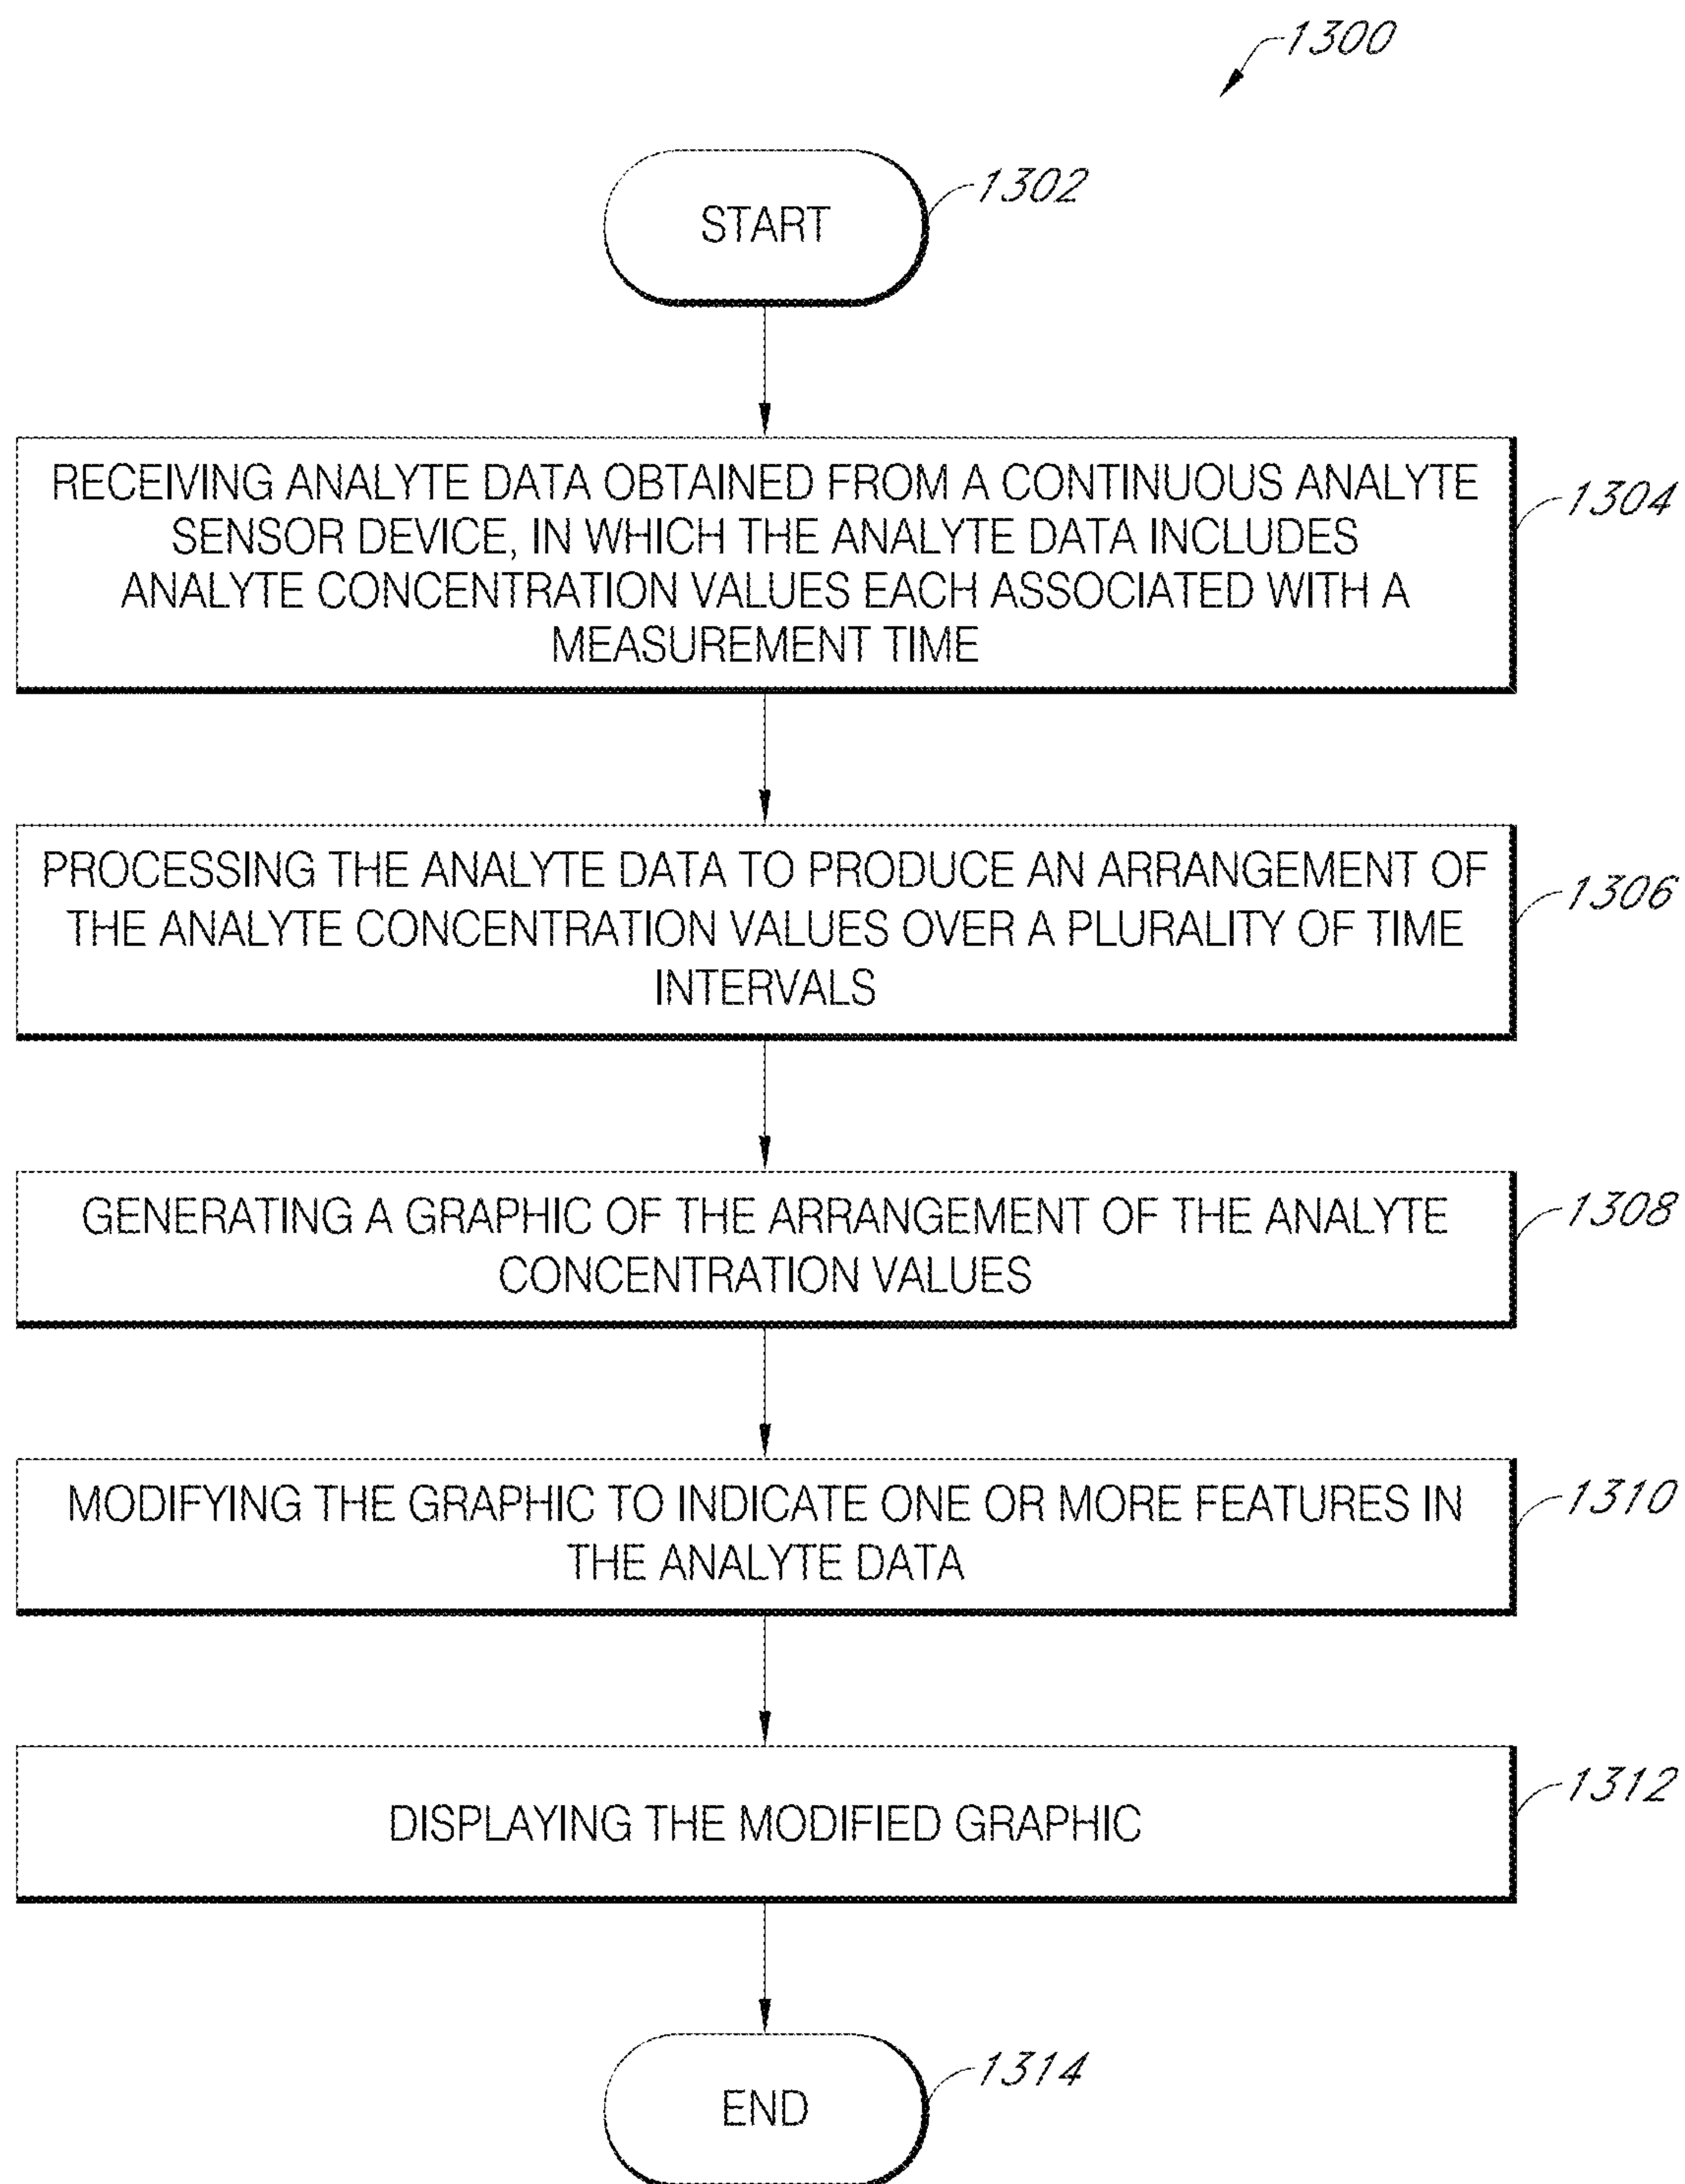 1300
START
1302
RECEIVING ANALYTE DATA OBTAINED FROM A CONTINUOUS ANALYTE
SENSOR DEVICE, IN WHICH THE ANALYTE DATA INCLUDES
ANALYTE CONCENTRATION VALUES EACH ASSOCIATED WITH A
MEASUREMENT TIME
1304
PROCESSING THE ANALYTE DATA TO PRODUCE AN ARRANGEMENT OF
THE ANALYTE CONCENTRATION VALUES OVER A PLURALITY OF TIME
INTERVALS
1306
GENERATING A GRAPHIC OF THE ARRANGEMENT OF THE ANALYTE
CONCENTRATION VALUES
1308
MODIFYING THE GRAPHIC TO INDICATE ONE OR MORE FEATURES IN
THE ANALYTE DATA
1310
DISPLAYING THE MODIFIED GRAPHIC
1312
END
1314